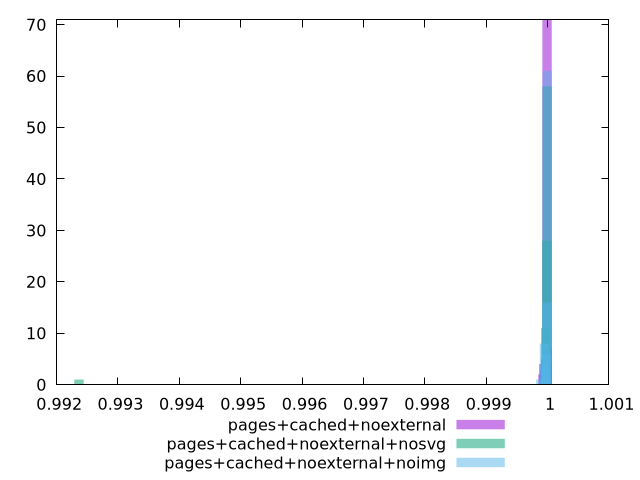 70
60
50
40
30
20
10
0
0.992 0.993 0.994 0.995 0.996 0.997 0.998 0.999 1 1.001
pages+cached+noexternal
pages+cached+noexternal+nosvg
pages+cached+noexternal+noimg